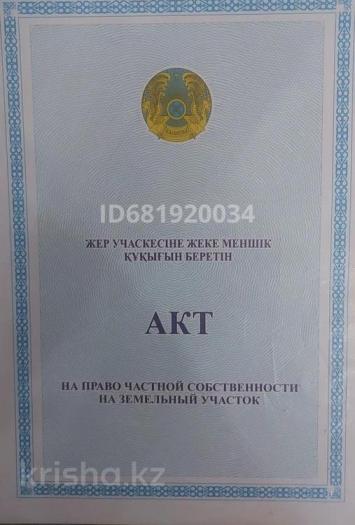 ID681920034
ЖЕР УЧАСКЕСІНЕ ЖЕКЕ МЕНШІК
ҚҰҚЫҒЫН БЕРЕТІН
АКТ
НА ПРАВО ЧАСТНОЙ СОБСТВЕННОСТИ
НА ЗЕМЕЛЬНЫЙ УЧАСТОК
krisha.kz